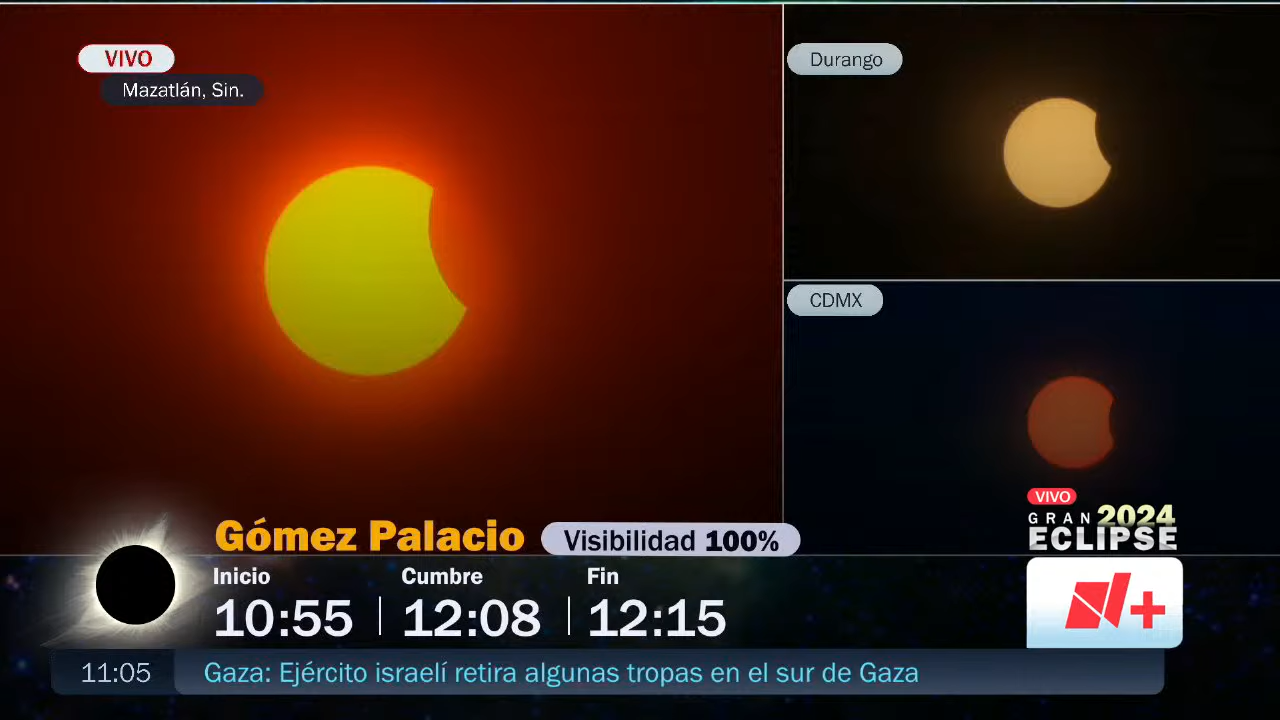 VIVO
Mazatlán, Sin.
Durango
CDMX
VIVO
GRAN 2024
ECLIPSE
Gómez Palacio
Visibilidad 100%
Inicio
Cumbre
Fin
10:55
12:08
12:15
N+
11:05
Gaza: Ejército israelí retira algunas tropas en el sur de Gaza